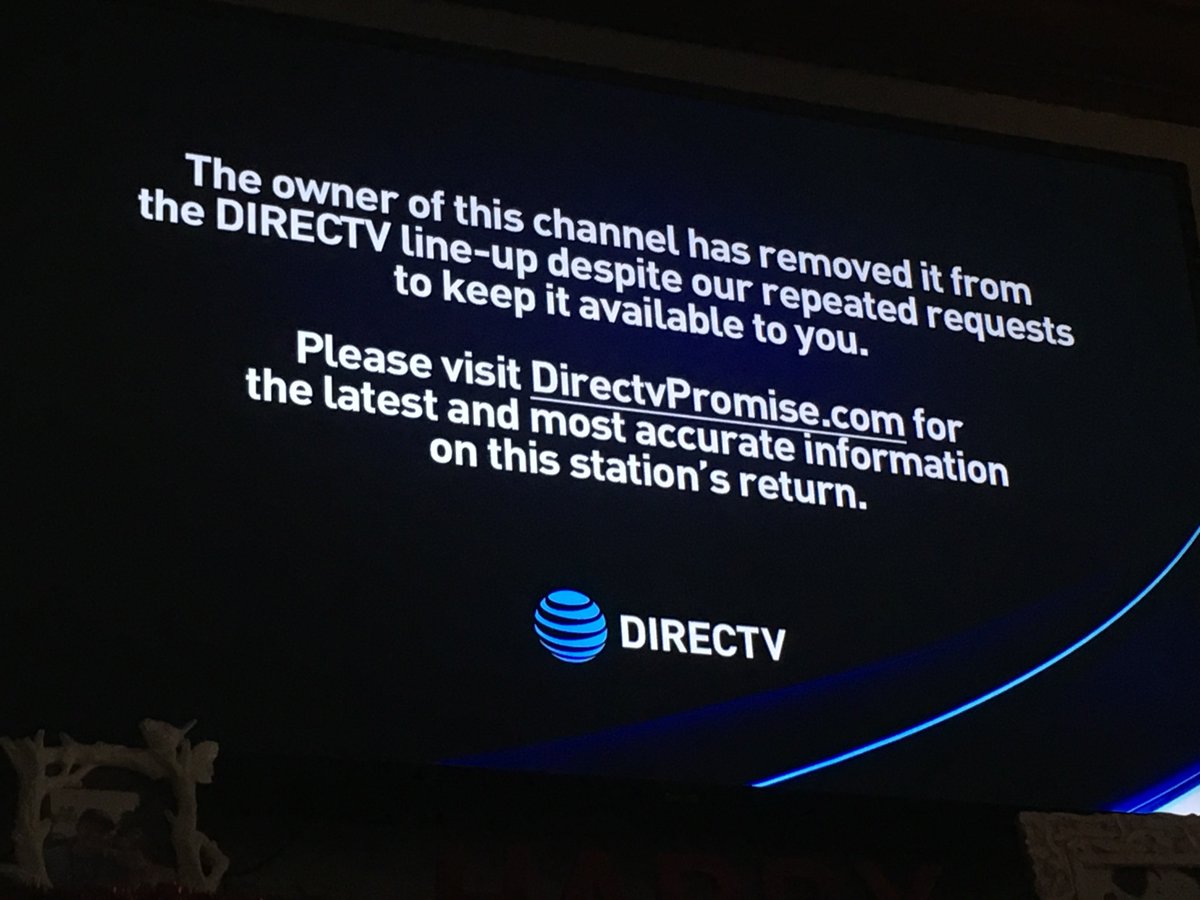 The owner of this channel has removed it from
the DIRECTV line-up despite our repeated requests
to keep it available to you.
Please visit DirectvPromise.com for
the latest and most accurate information
on this station's return.
DIRECTV
HAPPY